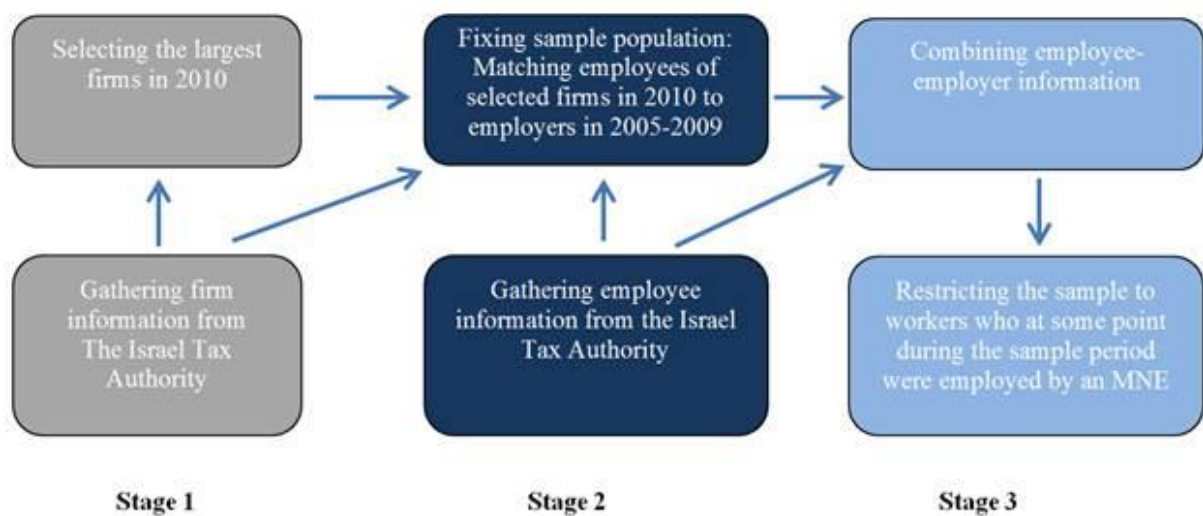 Selecting the largest
firms in 2010
Fixing sample population:
Matching employees of
selected firms in 2010 to
employers in 2005-2009
Combining employee-
employer information
Gathering firm
information from
The Israel Tax
Authority
Gathering employee
information from the Israel
Tax Authority
Restricting the sample to
workers who at some point
during the sample period
were employed by an MNE
Stage 1
Stage 2
Stage 3